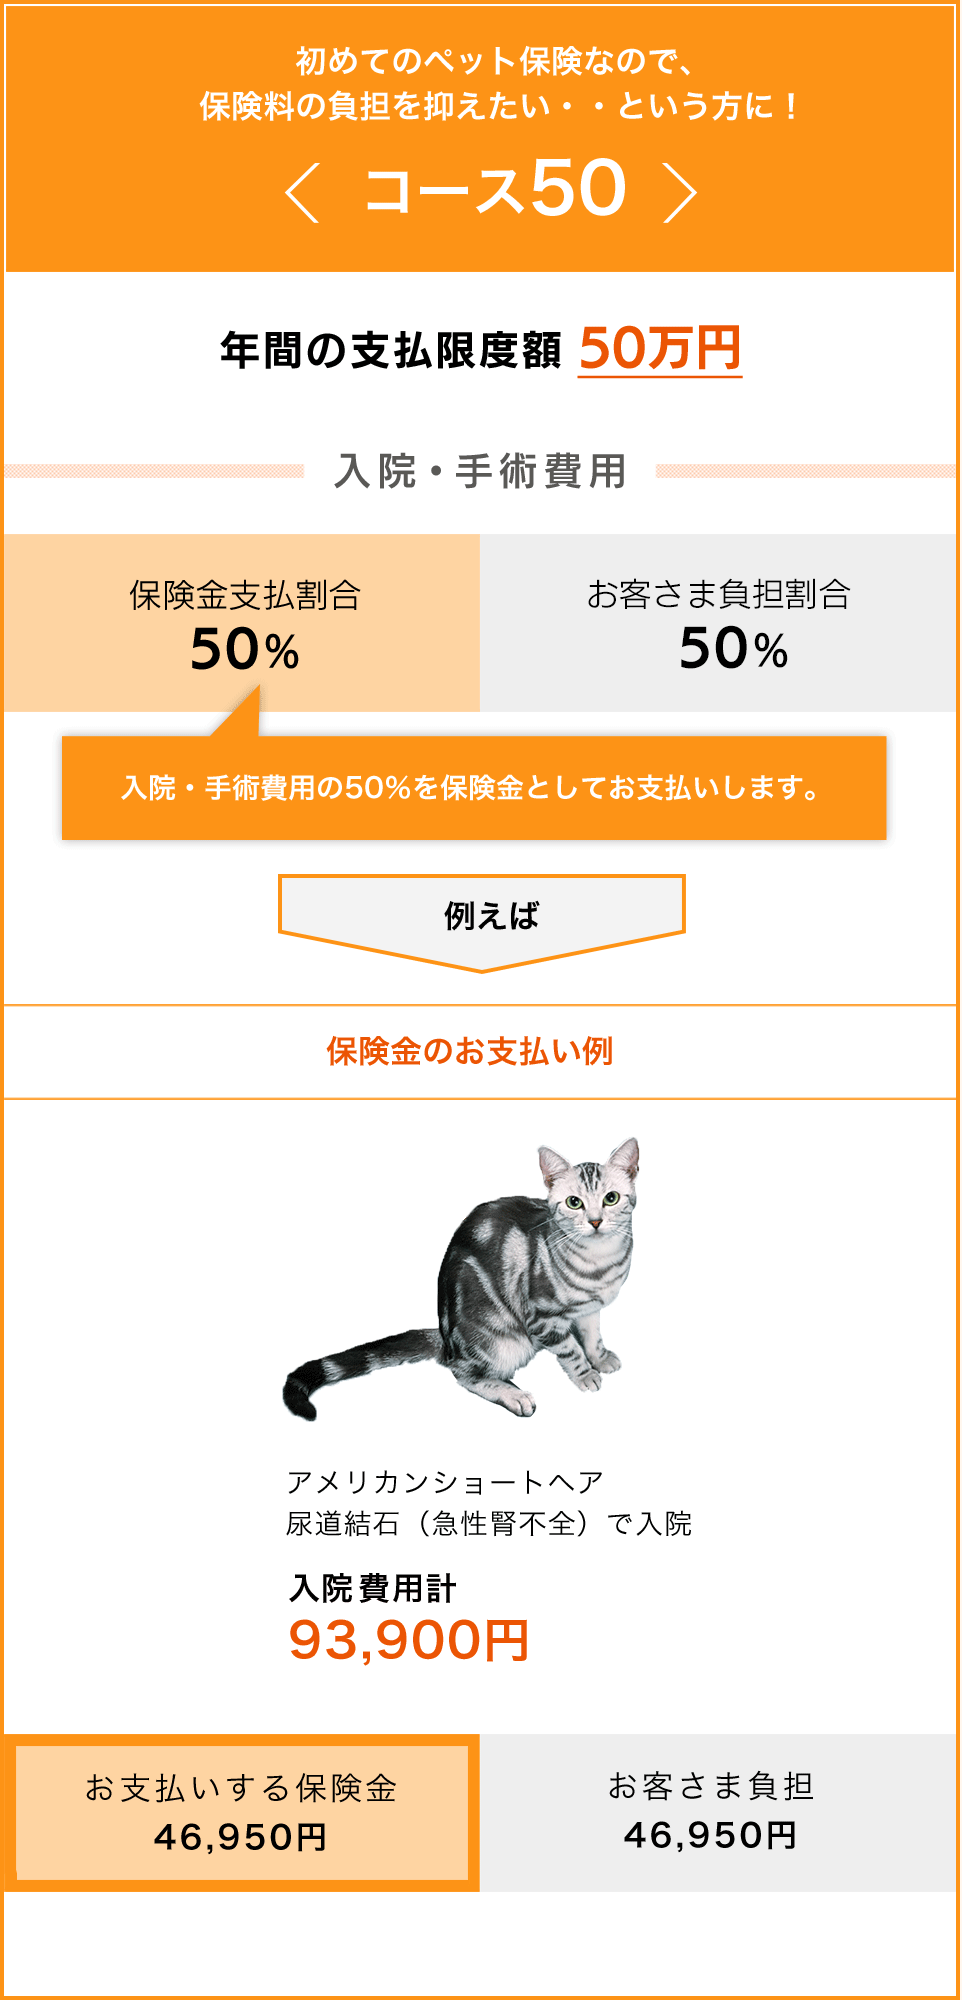 初めてのペット保険なので、
保険料の負担を抑えたい・・という方に！
コース50
年間の支払限度額 50万円
入院・手術費用
保険金支払割合
50%
お客さま負担割合
50%
入院・手術費用の50%を保険金としてお支払いします。
例えば
保険金のお支払い例
アメリカンショートヘア
尿道結石（急性腎不全）で入院
入院費用計
93,900円
お支払いする保険金
46,950円
お客さま負担
46,950円